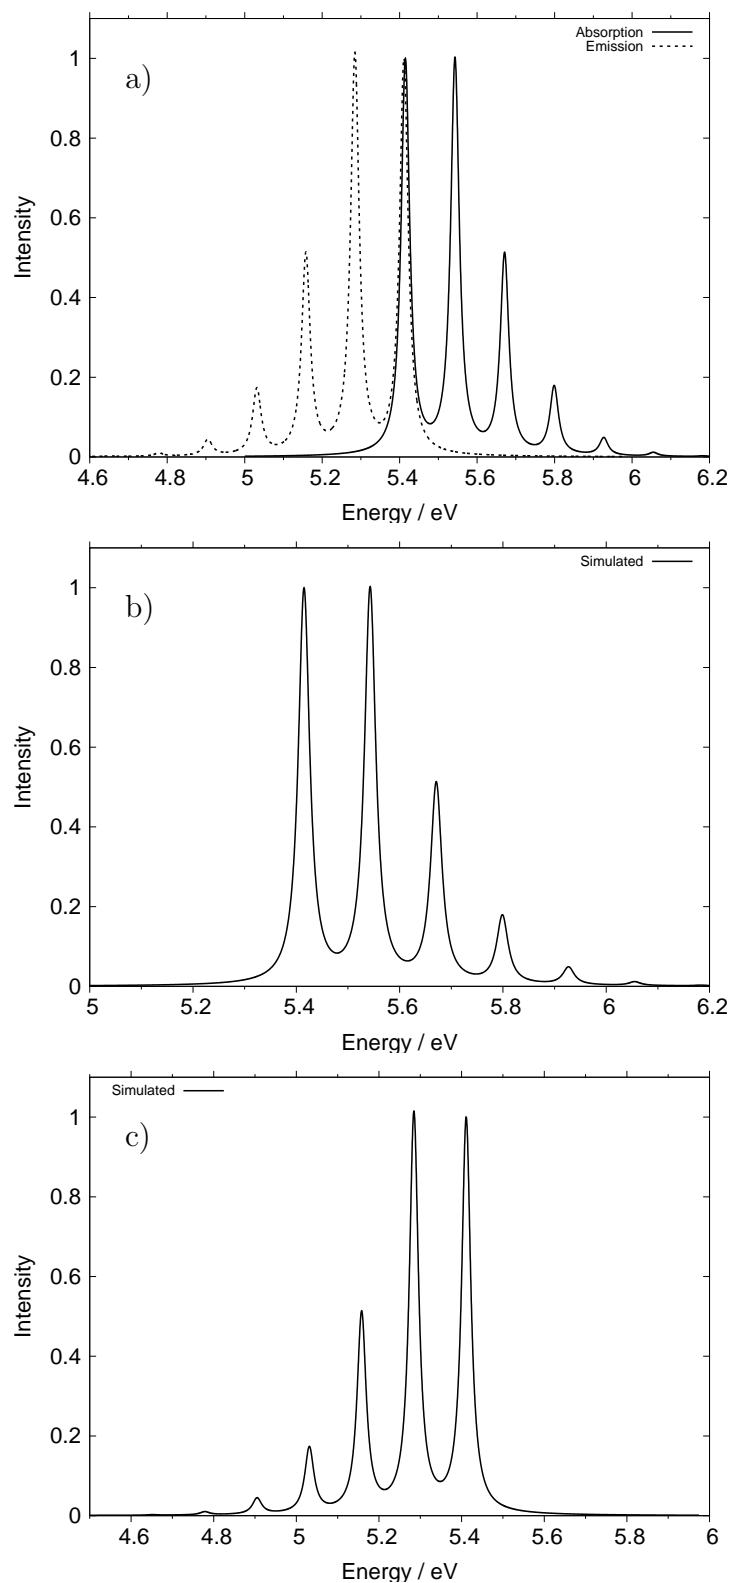 a)
Absorption
Emission
Intensity
1
0.8
0.6
0.4
0.2
0
4.6 4.8 5 5.2 5.4 5.6 5.8 6 6.2
Energy / eV
b)
Simulated
Intensity
1
0.8
0.6
0.4
0.2
0
5 5.2 5.4 5.6 5.8 6 6.2
Energy / eV
c)
Simulated
Intensity
1
0.8
0.6
0.4
0.2
0
4.6 4.8 5 5.2 5.4 5.6 5.8 6
Energy / eV